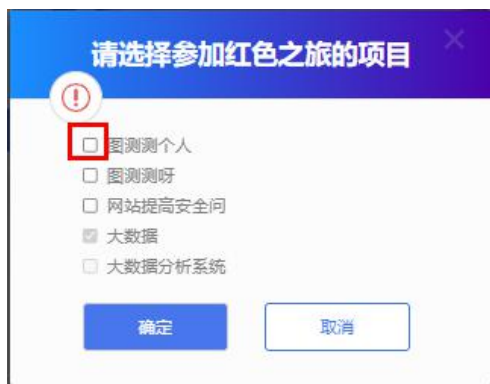 请选择参加红色之旅的项目
图测测个人
图测测呀
网站提高安全问
大数据
大数据分析系统
确定
取消